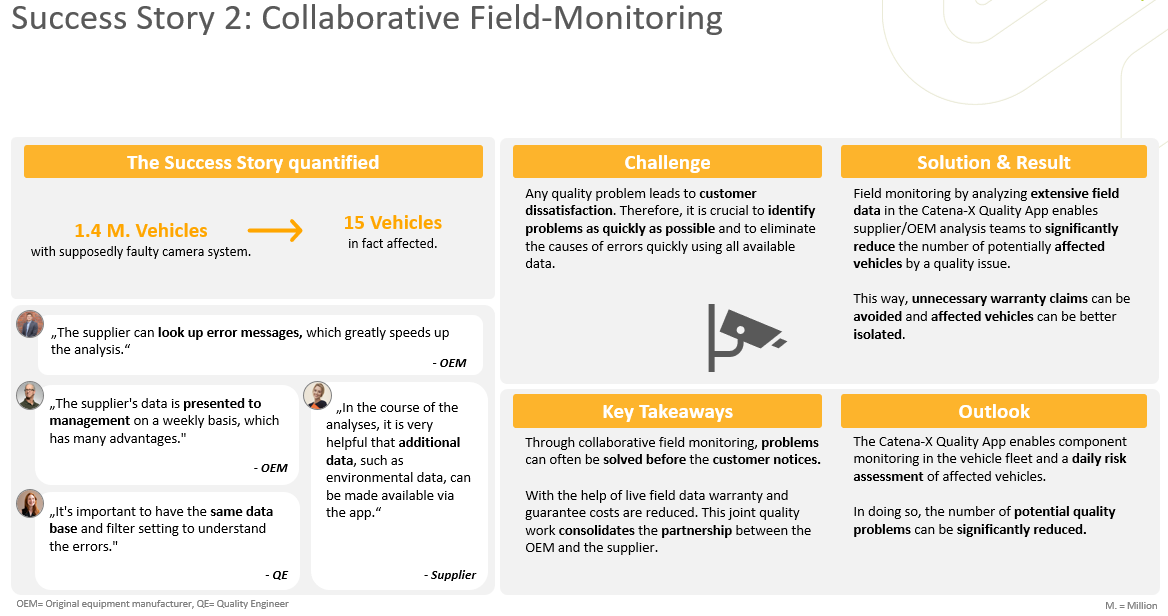 Success Story 2: Collaborative Field-Monitoring
The Success Story quantified
1.4 M. Vehicles
with supposedly faulty camera system.
15 Vehicles
in fact affected.
„The supplier can look up error messages, which greatly speeds up
the analysis.“
- OEM
„The supplier's data is presented to
management on a weekly basis, which
has many advantages."
- OEM
„It's important to have the same data
base and filter setting to understand
the errors."
- QE
„In the course of the
analyses, it is very
helpful that additional
data, such as
environmental data, can
be made available via
the app.“
- Supplier
Challenge
Any quality problem leads to customer
dissatisfaction. Therefore, it is crucial to identify
problems as quickly as possible and to eliminate
the causes of errors quickly using all available
data.
Solution & Result
Field monitoring by analyzing extensive field
data in the Catena-X Quality App enables
supplier/OEM analysis teams to significantly
reduce the number of potentially affected
vehicles by a quality issue.
This way, unnecessary warranty claims can be
avoided and affected vehicles can be better
isolated.
Key Takeaways
Through collaborative field monitoring, problems
can often be solved before the customer notices.
With the help of live field data warranty and
guarantee costs are reduced. This joint quality
work consolidates the partnership between the
OEM and the supplier.
Outlook
The Catena-X Quality App enables component
monitoring in the vehicle fleet and a daily risk
assessment of affected vehicles.
In doing so, the number of potential quality
problems can be significantly reduced.
OEM= Original equipment manufacturer, QE= Quality Engineer
M. = Million